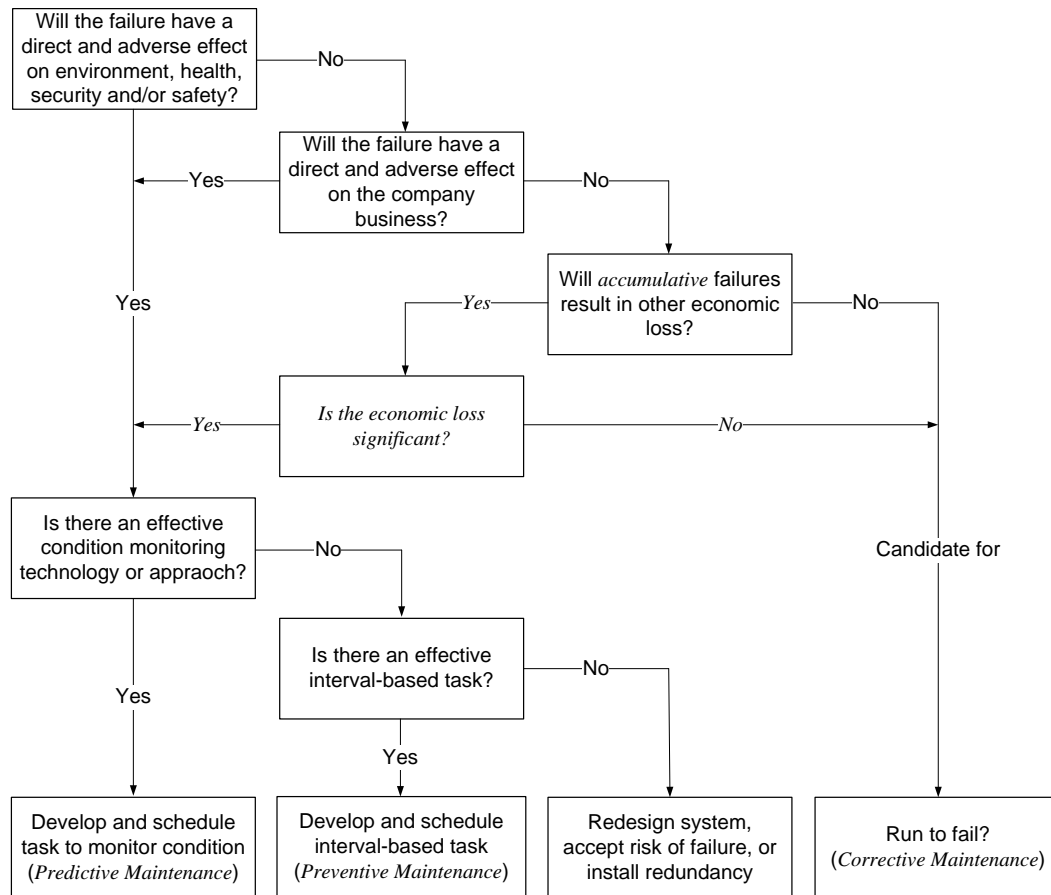 Will the failure have a
direct and adverse effect
on environment, health,
security and/or safety?
No
Will the failure have a
direct and adverse effect
on the company
business?
Yes
No
Will accumulative failures
result in other economic
loss?
Yes
Yes
No
Is the economic loss
significant?
Yes
No
Is there an effective
condition monitoring
technology or appraoch?
No
Candidate for
Is there an effective
interval-based task?
No
Yes
Yes
Develop and schedule
task to monitor condition
(Predictive Maintenance)
Develop and schedule
interval-based task
(Preventive Maintenance)
Redesign system,
accept risk of failure, or
install redundancy
Run to fail?
(Corrective Maintenance)